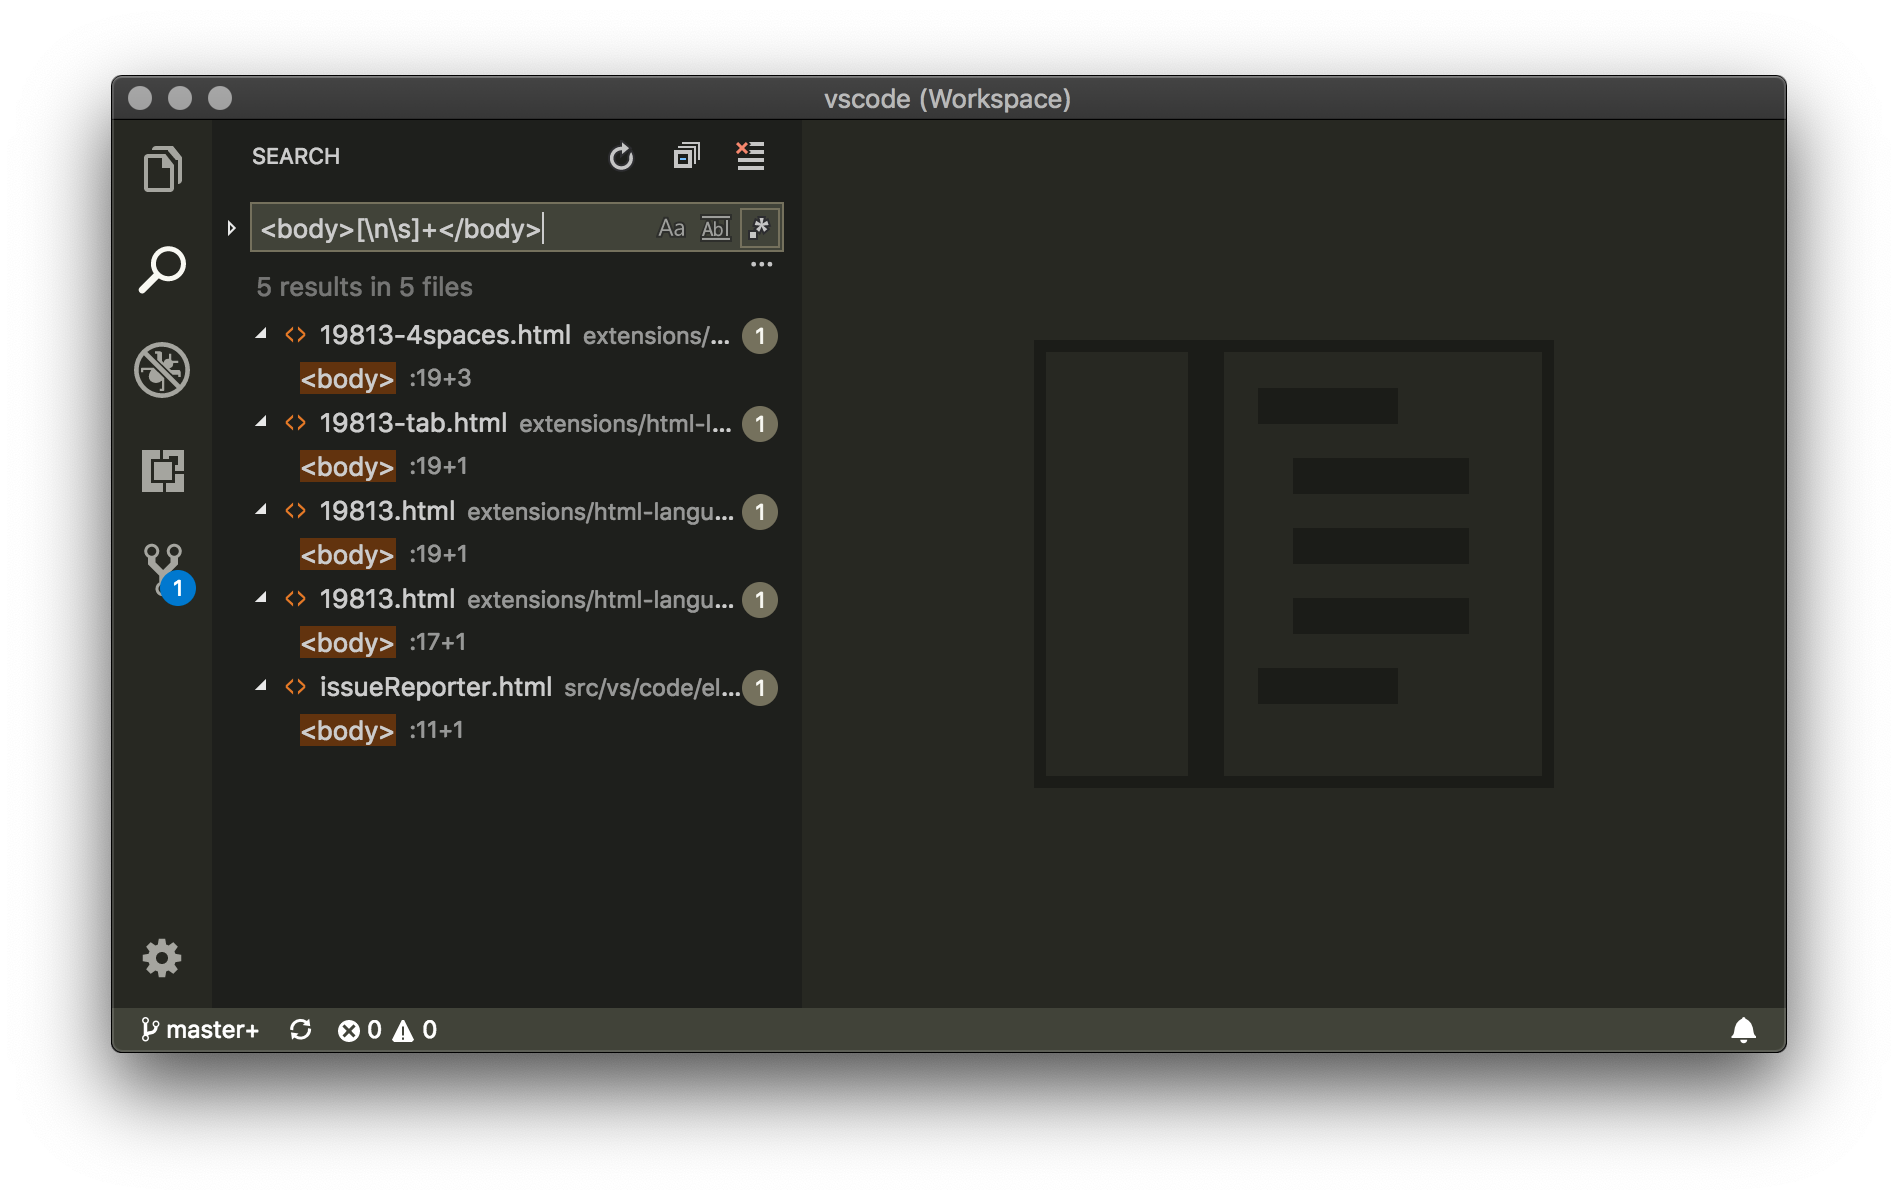 vscode (Workspace)
SEARCH
<body>[\n\s]+</body> Aa Abl .*
5 results in 5 files
<> 19813-4spaces.html extensions/... 1
<body> :19+3
<> 19813-tab.html extensions/html-l... 1
<body> :19+1
<> 19813.html extensions/html-langu... 1
<body> :19+1
<> 19813.html extensions/html-langu... 1
<body> :17+1
<> issueReporter.html src/vs/code/el... 1
<body> :11+1
1
master+ 0 0